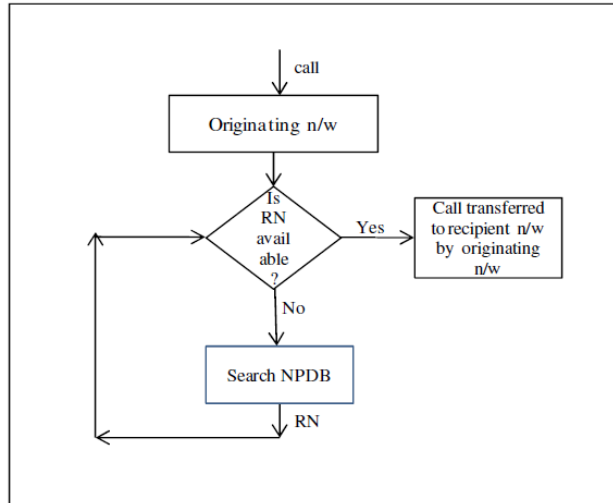 call
Originating n/w
Is
RN
avail
able
?
Yes
Call transferred
to recipient n/w
by originating
n/w
No
Search NPDB
RN